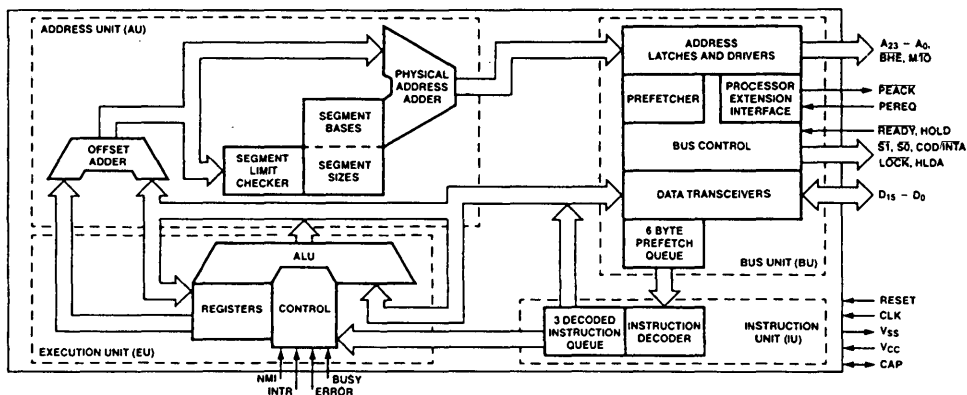 ADDRESS UNIT (AU)
OFFSET
ADDER
PHYSICAL
ADDRESS
ADDER
SEGMENT
BASES
SEGMENT
LIMIT
CHECKER
SEGMENT
SIZES
ADDRESS
LATCHES AND DRIVERS
PREFETCHER
PROCESSOR
EXTENSION
INTERFACE
BUS CONTROL
DATA TRANSCEIVERS
6 BYTE
PREFETCH
QUEUE
BUS UNIT (BU)
A23 – A0,
BHE, M/IO
PEACK
PEREQ
READY, HOLD
S1, S0, COD/INTA
LOCK, HLDA
D15 – D0
ALU
REGISTERS
CONTROL
EXECUTION UNIT (EU)
NMI
INTR
ERROR
BUSY
3 DECODED
INSTRUCTION
QUEUE
INSTRUCTION
DECODER
INSTRUCTION
UNIT (IU)
RESET
CLK
VSS
VCC
CAP